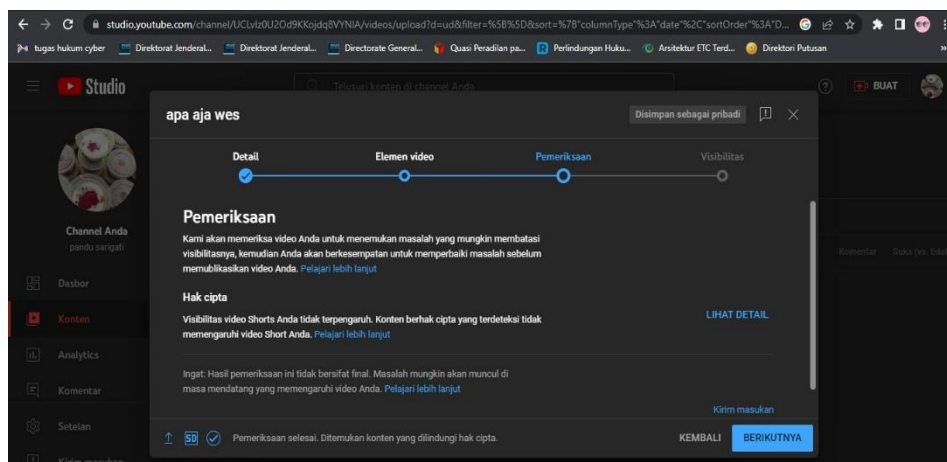 studio.youtube.com/channel/UCLvIz0U2Od9KKojdq8VYNIA/videos/upload?d=ud&filter=%5B%5D&sort=%7B"columnType"%3A"date"%2C"sortOrder"%3A"D...
tugas hukum cyber Direktorat Jenderal... Direktorat Jenderal... Directorate General... Quasi Peradilan pa... Perlindungan Huku... Arsitektur ETC Terd... Direktori Putusan »
Studio
Telusuri konten di channel Anda
BUAT
apa aja wes
Disimpan sebagai pribadi
Detail Elemen video Pemeriksaan Visibilitas
Pemeriksaan
Kami akan memeriksa video Anda untuk menemukan masalah yang mungkin membatasi
visibilitasnya, kemudian Anda akan berkesempatan untuk memperbaiki masalah sebelum
memublikasikan video Anda. Pelajari lebih lanjut
Channel Anda
pandu sarigati
Komentar Suka (vs.
Dasbor
Konten
Analytics
Komentar
Setelan
Kirim masukan
Hak cipta
Visibilitas video Shorts Anda tidak terpengaruh. Konten berhak cipta yang terdeteksi tidak
memengaruhi video Short Anda. Pelajari lebih lanjut
LIHAT DETAIL
Ingat: Hasil pemeriksaan ini tidak bersifat final. Masalah mungkin akan muncul di
masa mendatang yang memengaruhi video Anda. Pelajari lebih lanjut
Kirim masukan
SD Pemeriksaan selesai. Ditemukan konten yang dilindungi hak cipta.
KEMBALI BERIKUTNYA